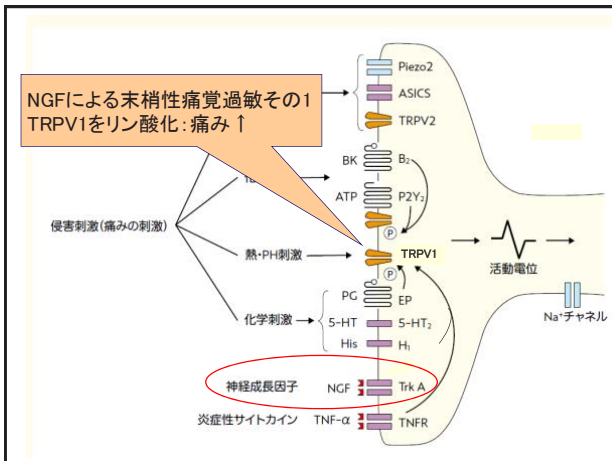 NGFによる末梢性痛覚過敏その1
TRPV1をリン酸化：痛み↑
Piezo2
ASICS
TRPV2
BK
B₂
ATP
P2Y₂
P
侵害刺激(痛みの刺激)
熱・PH刺激
TRPV1
P
活動電位
PG
EP
化学刺激
5-HT
5-HT₂
His
H₁
Na⁺チャネル
神経成長因子
NGF
Trk A
炎症性サイトカイン
TNF-α
TNFR